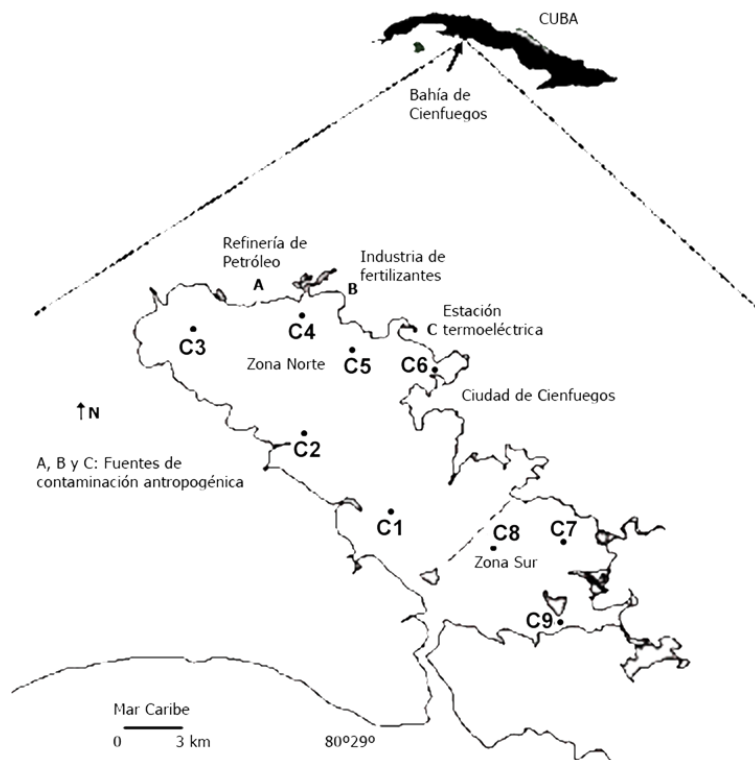 CUBA
Bahía de
Cienfuegos
Refinería de
Petróleo
Industria de
fertilizantes
A
B
Estación
C termoeléctrica
C4
C3
C5
Zona Norte
C6
Ciudad de Cienfuegos
↑N
C2
A, B y C: Fuentes de
contaminación antropogénica
C1
C8
C7
Zona Sur
C9
Mar Caribe
0 3 km
80º29º